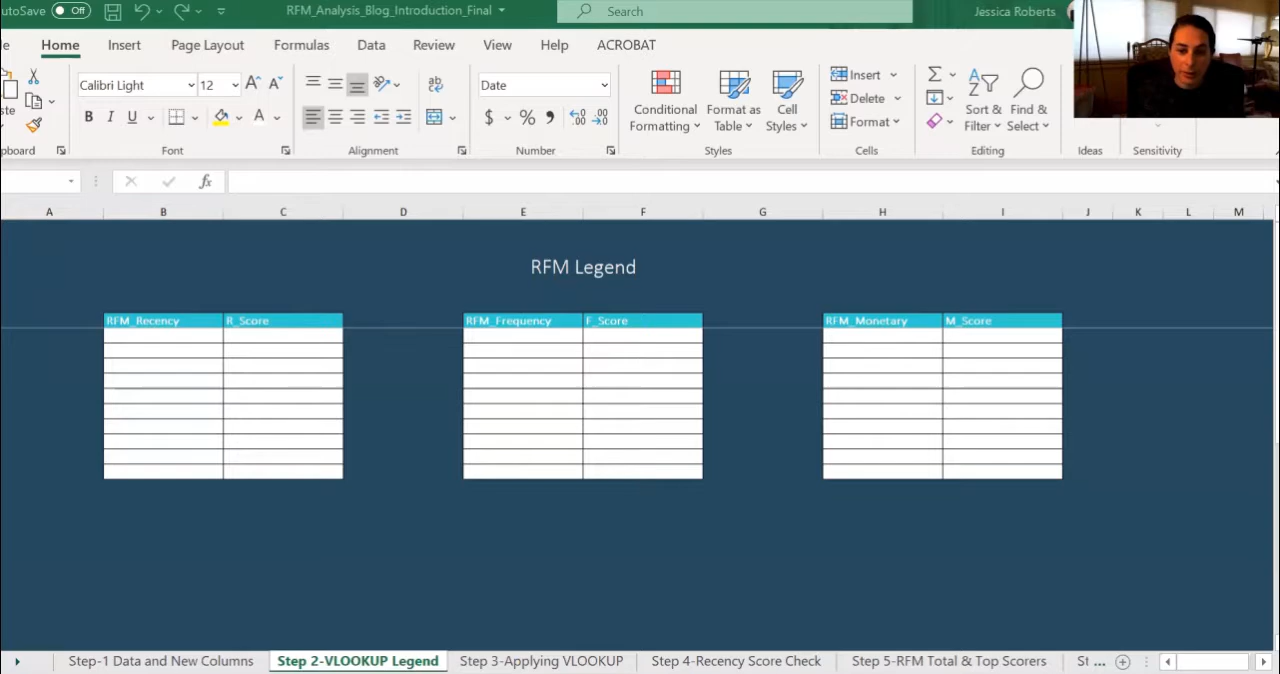 utoSave Off RFM_Analysis_Blog_Introduction_Final Search Jessica Roberts
le Home Insert Page Layout Formulas Data Review View Help ACROBAT
Calibri Light 12 A A ab Date Insert Σ A Z
ste B I U A $ % , Conditional Formatting Format as Table Cell Styles Delete Sort & Filter Find & Select
Format
pboard Font Alignment Number Styles Cells Editing Ideas Sensitivity
fx
A B C D E F G H I J K L M
RFM Legend
RFM_Recency R_Score RFM_Frequency F_Score RFM_Monetary M_Score
Step-1 Data and New Columns Step 2-VLOOKUP Legend Step 3-Applying VLOOKUP Step 4-Recency Score Check Step 5-RFM Total & Top Scorers St ...